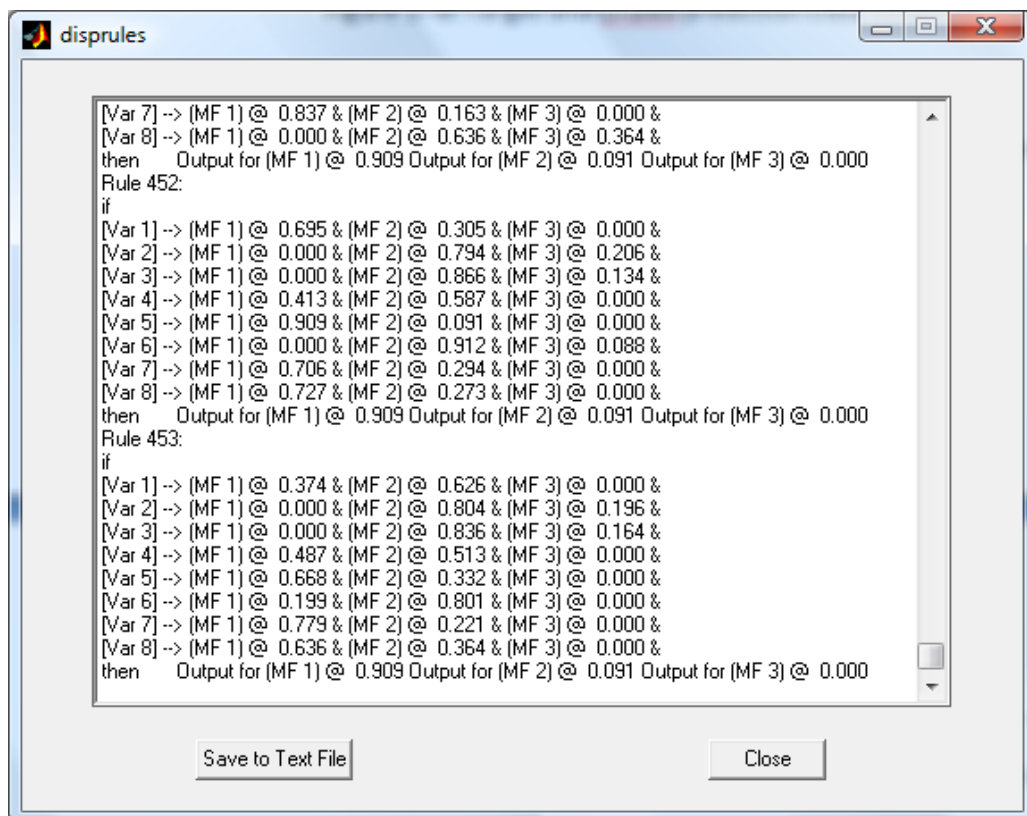 disprules
[Var 7] --> (MF 1) @ 0.837 & (MF 2) @ 0.163 & (MF 3) @ 0.000 &
[Var 8] --> (MF 1) @ 0.000 & (MF 2) @ 0.636 & (MF 3) @ 0.364 &
then Output for (MF 1) @ 0.909 Output for (MF 2) @ 0.091 Output for (MF 3) @ 0.000
Rule 452:
if
[Var 1] --> (MF 1) @ 0.695 & (MF 2) @ 0.305 & (MF 3) @ 0.000 &
[Var 2] --> (MF 1) @ 0.000 & (MF 2) @ 0.794 & (MF 3) @ 0.206 &
[Var 3] --> (MF 1) @ 0.000 & (MF 2) @ 0.866 & (MF 3) @ 0.134 &
[Var 4] --> (MF 1) @ 0.413 & (MF 2) @ 0.587 & (MF 3) @ 0.000 &
[Var 5] --> (MF 1) @ 0.909 & (MF 2) @ 0.091 & (MF 3) @ 0.000 &
[Var 6] --> (MF 1) @ 0.000 & (MF 2) @ 0.912 & (MF 3) @ 0.088 &
[Var 7] --> (MF 1) @ 0.706 & (MF 2) @ 0.294 & (MF 3) @ 0.000 &
[Var 8] --> (MF 1) @ 0.727 & (MF 2) @ 0.273 & (MF 3) @ 0.000 &
then Output for (MF 1) @ 0.909 Output for (MF 2) @ 0.091 Output for (MF 3) @ 0.000
Rule 453:
if
[Var 1] --> (MF 1) @ 0.374 & (MF 2) @ 0.626 & (MF 3) @ 0.000 &
[Var 2] --> (MF 1) @ 0.000 & (MF 2) @ 0.804 & (MF 3) @ 0.196 &
[Var 3] --> (MF 1) @ 0.000 & (MF 2) @ 0.836 & (MF 3) @ 0.164 &
[Var 4] --> (MF 1) @ 0.487 & (MF 2) @ 0.513 & (MF 3) @ 0.000 &
[Var 5] --> (MF 1) @ 0.668 & (MF 2) @ 0.332 & (MF 3) @ 0.000 &
[Var 6] --> (MF 1) @ 0.199 & (MF 2) @ 0.801 & (MF 3) @ 0.000 &
[Var 7] --> (MF 1) @ 0.779 & (MF 2) @ 0.221 & (MF 3) @ 0.000 &
[Var 8] --> (MF 1) @ 0.636 & (MF 2) @ 0.364 & (MF 3) @ 0.000 &
then Output for (MF 1) @ 0.909 Output for (MF 2) @ 0.091 Output for (MF 3) @ 0.000
Save to Text File Close